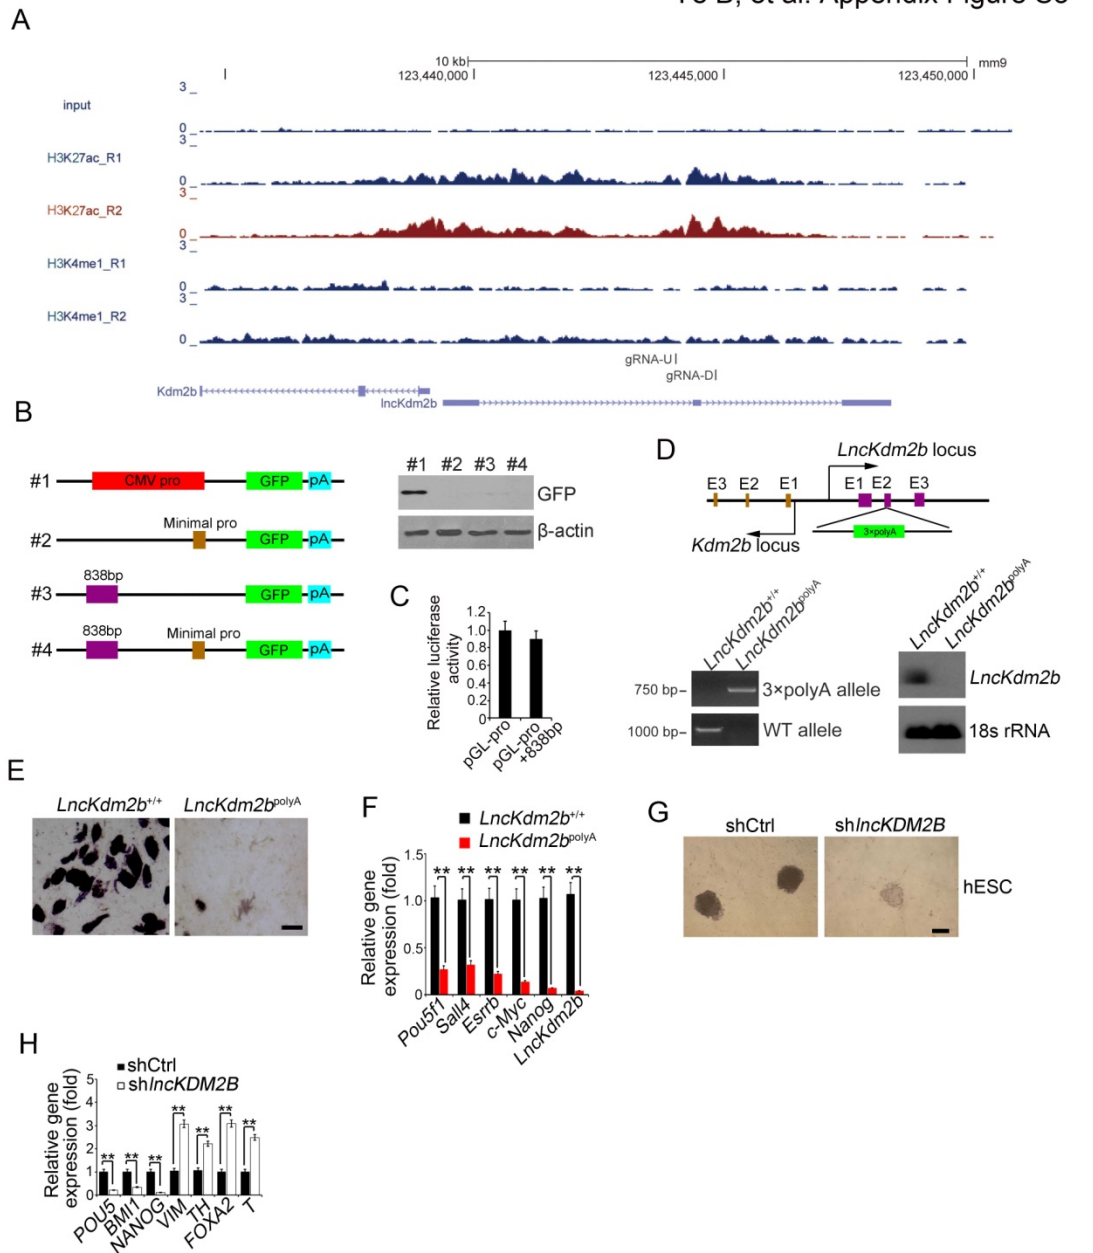 A
10 kb
mm9
123,440,000
123,445,000
123,450,000
3
input
0
3
H3K27ac_R1
0
3
H3K27ac_R2
0
3
H3K4me1_R1
0
3
H3K4me1_R2
0
gRNA-U
gRNA-D
Kdm2b
lncKdm2b
B
#1 CMV pro GFP pA
Minimal pro
#2 GFP pA
838bp
#3 GFP pA
838bp Minimal pro
#4 GFP pA
#1 #2 #3 #4
GFP
β-actin
C
Relative luciferase
activity
1.2
1.0
0.8
0.6
0.4
0.2
0
pGL-pro
pGL-pro
+838bp
D
LncKdm2b locus
E3 E2 E1 E1 E2 E3
3×polyA
Kdm2b locus
LncKdm2b+/+
LncKdm2bpolyA
750 bp
3×polyA allele
1000 bp
WT allele
LncKdm2b+/+
LncKdm2bpolyA
LncKdm2b
18s rRNA
E
LncKdm2b+/+ LncKdm2bpolyA
F
LncKdm2b+/+
LncKdm2bpolyA
Relative gene
expression (fold)
1.5
1.0
0.5
0
** ** ** ** ** **
Pou5f1
Sall4
Esrrb
c-Myc
Nanog
LncKdm2b
G
shCtrl shlncKDM2B
hESC
H
shCtrl
shlncKDM2B
Relative gene
expression (fold)
5
4
3
2
1
0
** ** ** ** ** ** **
POU5
BMI1
NANOG
VIM
TH
FOXA2
T